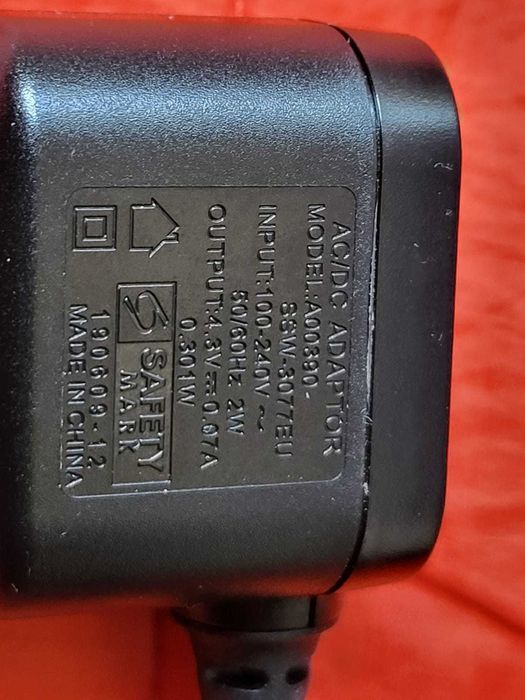 AC/DC ADAPTOR
MODEL:A00390-
SSW-3077EU
INPUT:100-240V ~
50/60Hz 2W
OUTPUT:4.3V ⎓ 0.07A
0.301W
SAFETY
MARK
190609-12
MADE IN CHINA